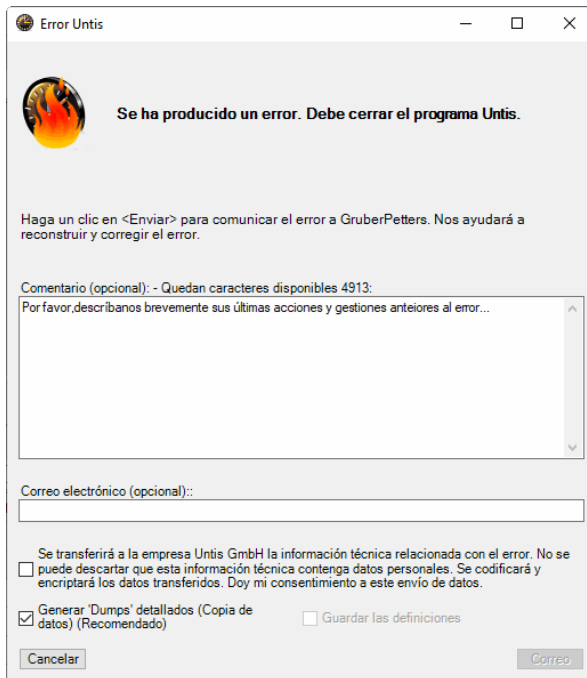 Error Untis
Se ha producido un error. Debe cerrar el programa Untis.
Haga un clic en <Enviar> para comunicar el error a GruberPetters. Nos ayudará a
reconstruir y corregir el error.
Comentario (opcional): - Quedan caracteres disponibles 4913:
Por favor,descríbanos brevemente sus últimas acciones y gestiones anteiores al error...
Correo electrónico (opcional)::
Se transferirá a la empresa Untis GmbH la información técnica relacionada con el error. No se
puede descartar que esta información técnica contenga datos personales. Se codificará y
encriptará los datos transferidos. Doy mi consentimiento a este envío de datos.
Generar 'Dumps' detallados (Copia de
datos) (Recomendado)
Guardar las definiciones
Cancelar
Correo